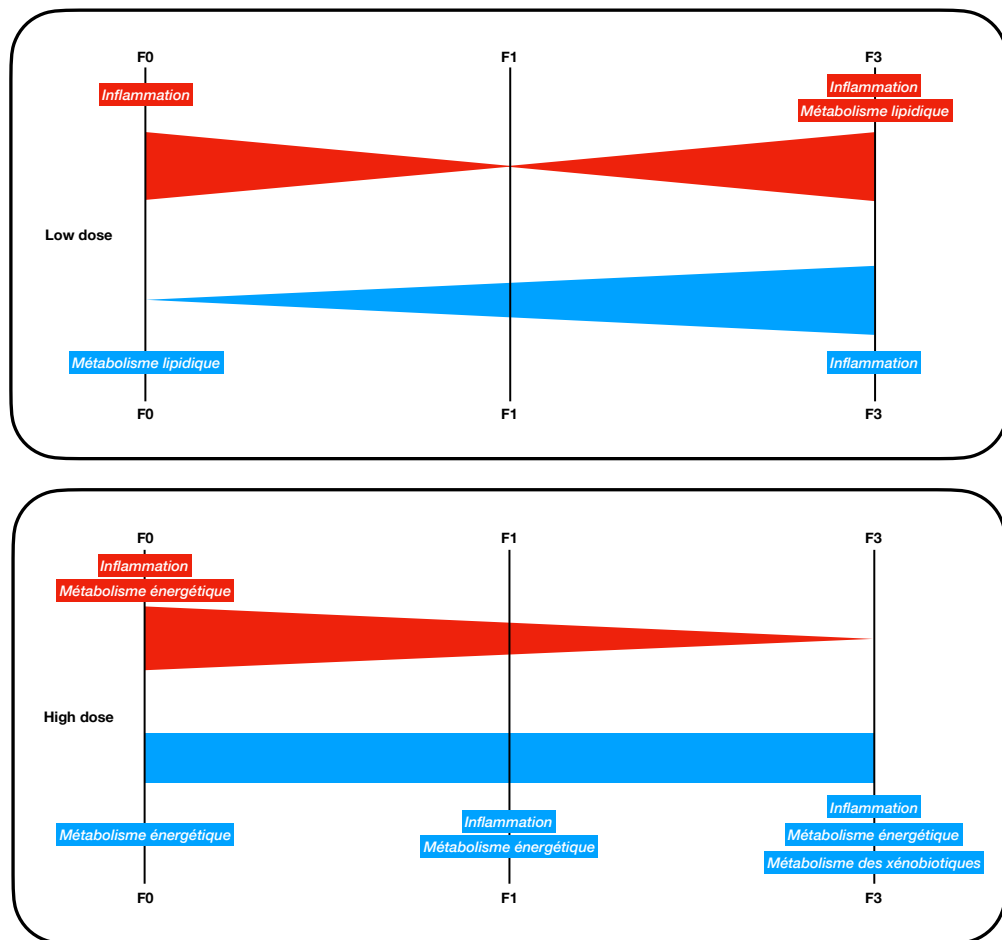 F0
F1
F3
Inflammation
Inflammation
Métabolisme lipidique
Low dose
Métabolisme lipidique
Inflammation
F0
F1
F3
F0
F1
F3
Inflammation
Métabolisme énergétique
High dose
Métabolisme énergétique
Inflammation
Métabolisme énergétique
Inflammation
Métabolisme énergétique
Métabolisme des xénobiotiques
F0
F1
F3